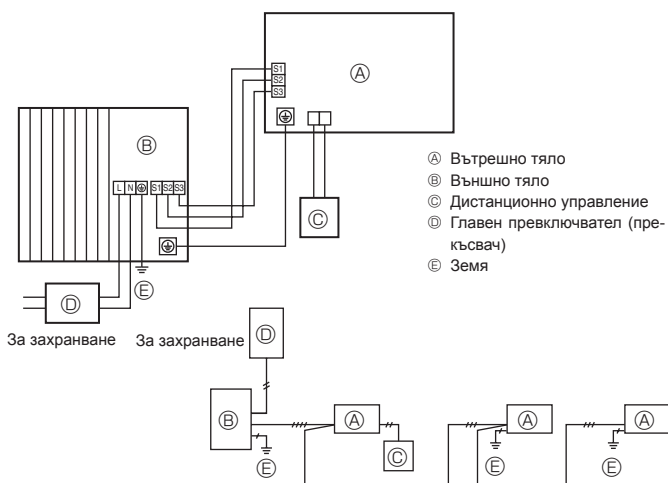 Ⓐ
S1
S2
S3
Ⓑ
L N S1 S2 S3
Ⓒ
Ⓔ
Ⓓ
За захранване
Ⓐ Вътрешно тяло
Ⓑ Външно тяло
Ⓒ Дистанционно управление
Ⓓ Главен превключвател (пре-
късвач)
Ⓔ Земя
За захранване Ⓓ
Ⓑ Ⓐ Ⓐ Ⓐ
Ⓔ Ⓒ Ⓔ Ⓔ